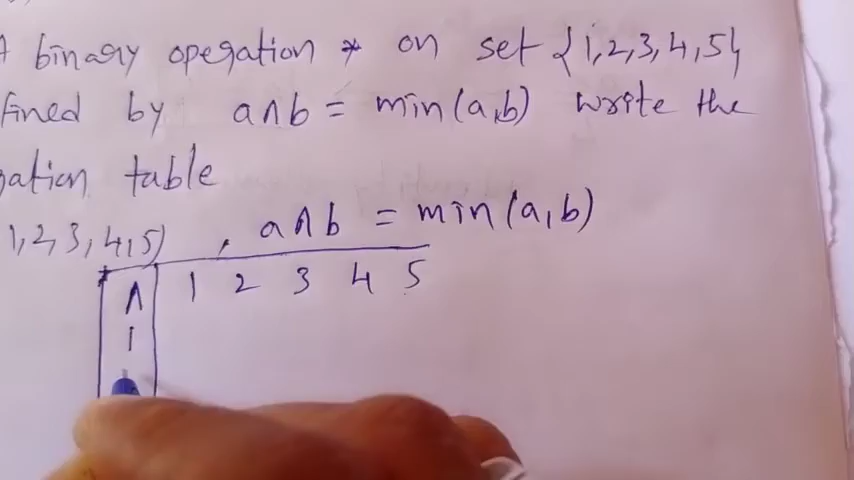 A binary operation * on set {1,2,3,4,5}
fined by a∧b = min(a,b) write the
ation table
1,2,3,4,5} , a∧b = min(a,b)
∧ 1 2 3 4 5
1